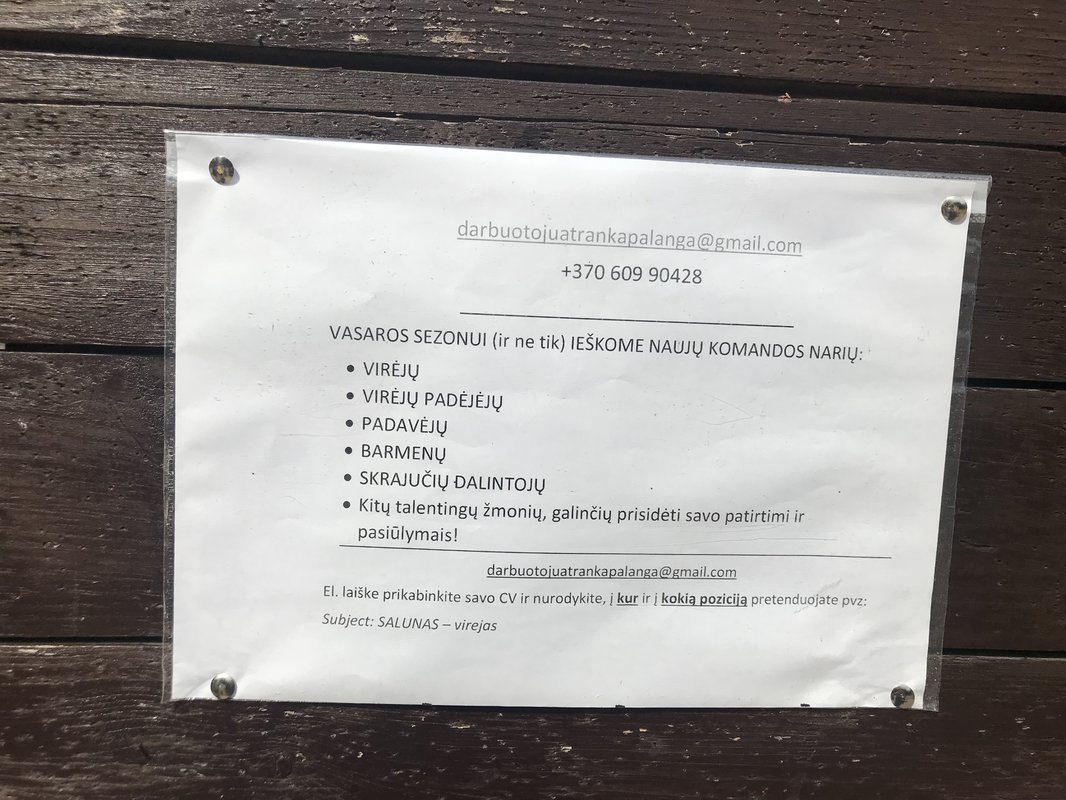 darbuotojuatrankapalanga@gmail.com
+370 609 90428
VASAROS SEZONUI (ir ne tik) IEŠKOME NAUJŲ KOMANDOS NARIŲ:
• VIRĖJŲ
• VIRĖJŲ PADĖJĖJŲ
• PADAVĖJŲ
• BARMENŲ
• SKRAJUČIŲ DALINTOJŲ
• Kitų talentingų žmonių, galinčių prisidėti savo patirtimi ir
pasiūlymais!
darbuotojuatrankapalanga@gmail.com
El. laiške prikabinkite savo CV ir nurodykite, į kur ir į kokią poziciją pretenduojate pvz:
Subject: SALUNAS – virejas